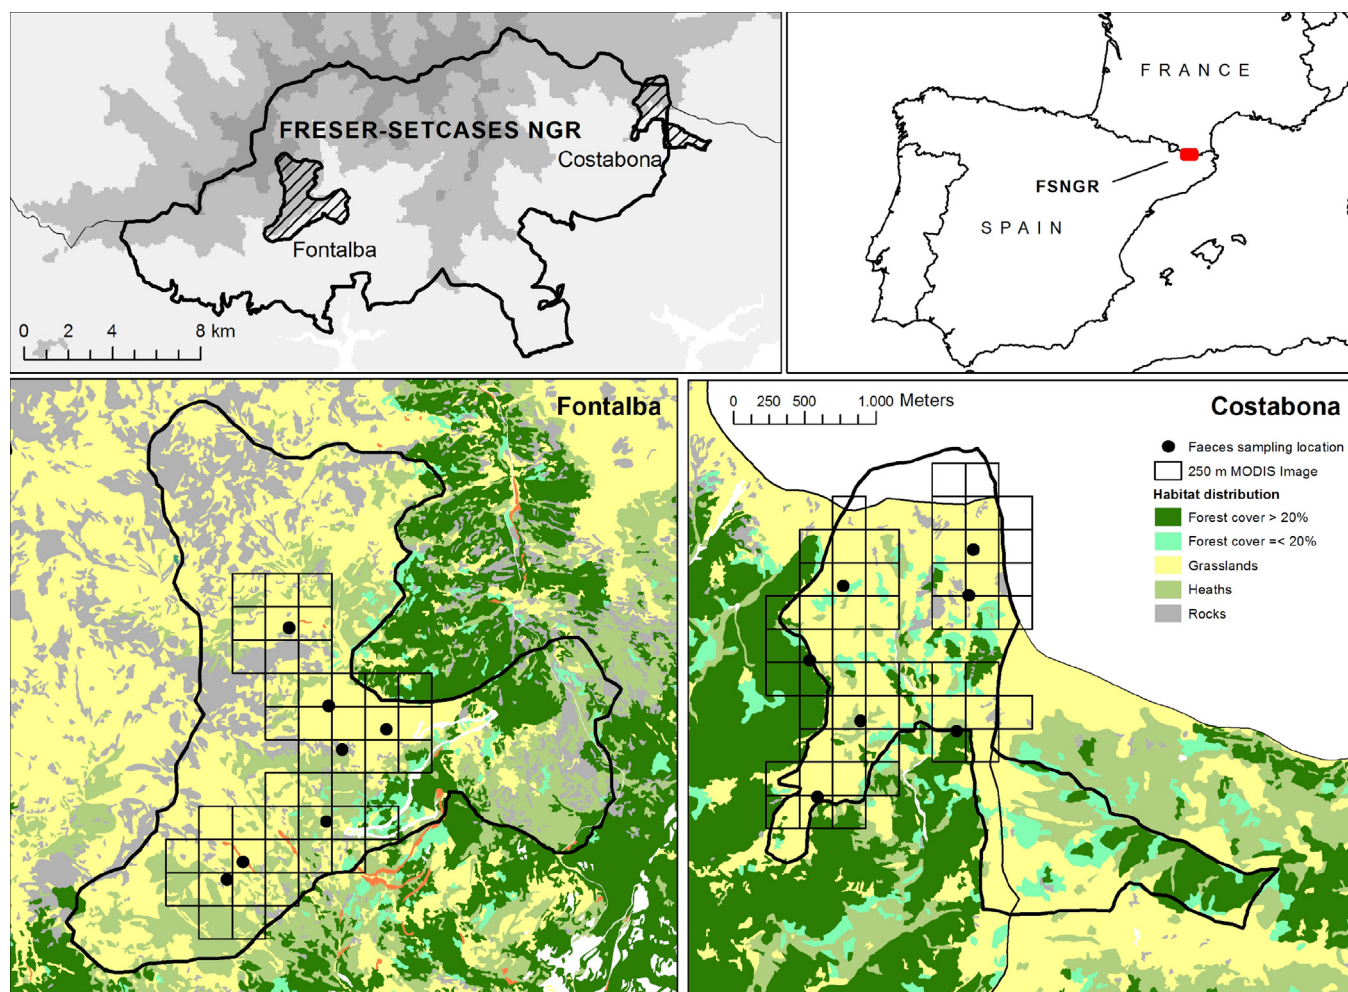 FRESER-SETCASES NGR
Costabona
Fontalba
0 2 4 8 km
FRANCE
FSNGR
SPAIN
Fontalba
0 250 500 1.000 Meters
Costabona
Faeces sampling location
250 m MODIS Image
Habitat distribution
Forest cover > 20%
Forest cover =< 20%
Grasslands
Heaths
Rocks